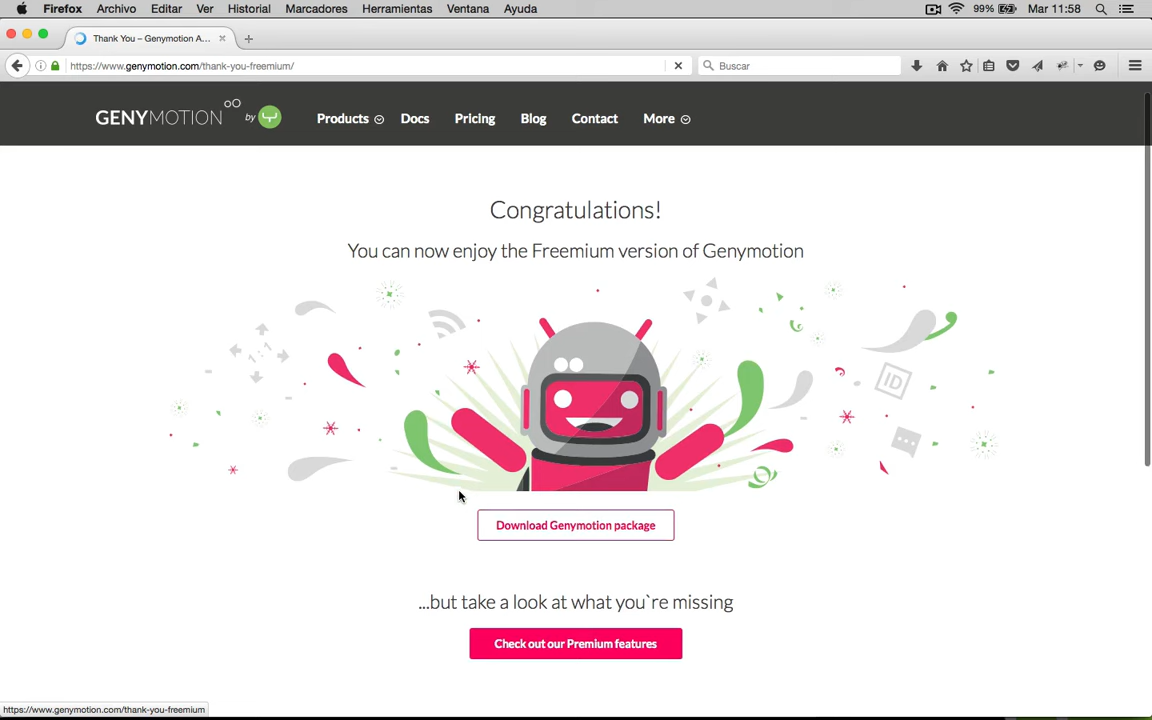 Firefox Archivo Editar Ver Historial Marcadores Herramientas Ventana Ayuda 99% Mar 11:58
Thank You – Genymotion A...
https://www.genymotion.com/thank-you-freemium/ Buscar
GENYMOTION by Products Docs Pricing Blog Contact More
Congratulations!
You can now enjoy the Freemium version of Genymotion
1:1
ID
Download Genymotion package
...but take a look at what you`re missing
Check out our Premium features
https://www.genymotion.com/thank-you-freemium